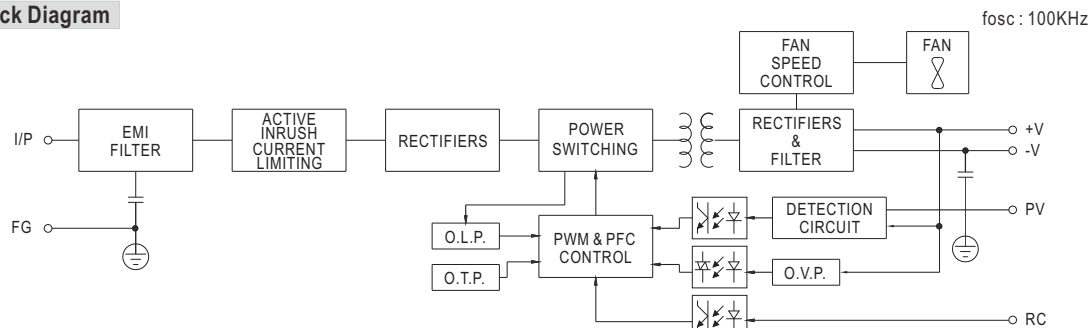 ck Diagram
fosc : 100KHz
FAN
SPEED
CONTROL
FAN
I/P
EMI
FILTER
ACTIVE
INRUSH
CURRENT
LIMITING
RECTIFIERS
POWER
SWITCHING
RECTIFIERS
&
FILTER
+V
-V
FG
O.L.P.
O.T.P.
PWM & PFC
CONTROL
DETECTION
CIRCUIT
PV
O.V.P.
RC